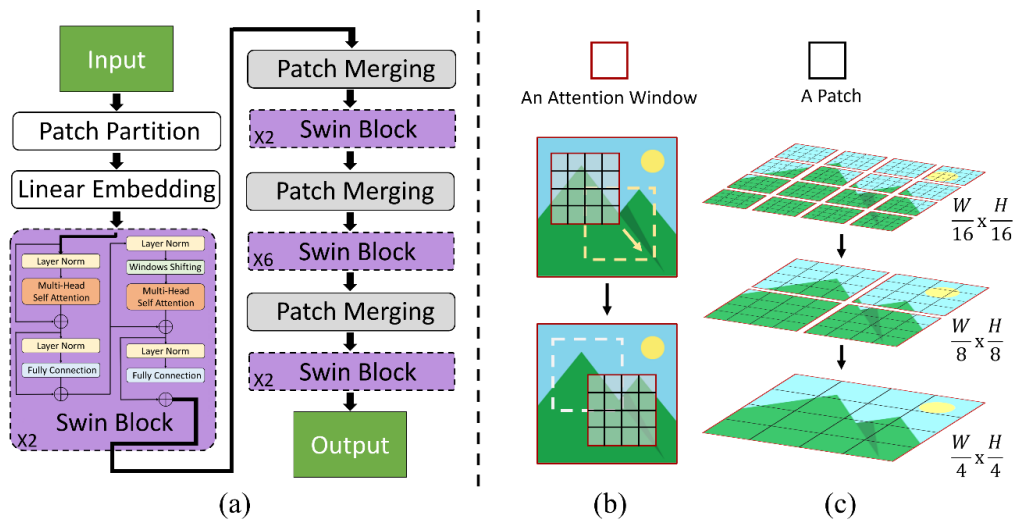 Input
Patch Partition
Linear Embedding
Layer Norm
Multi-Head
Self Attention
Layer Norm
Fully Connection
Layer Norm
Windows Shifting
Multi-Head
Self Attention
Layer Norm
Fully Connection
Swin Block
X2
Patch Merging
Swin Block
X2
Patch Merging
Swin Block
X6
Patch Merging
Swin Block
X2
Output
(a)
An Attention Window
(b)
A Patch
W/16 x H/16
W/8 x H/8
W/4 x H/4
(c)